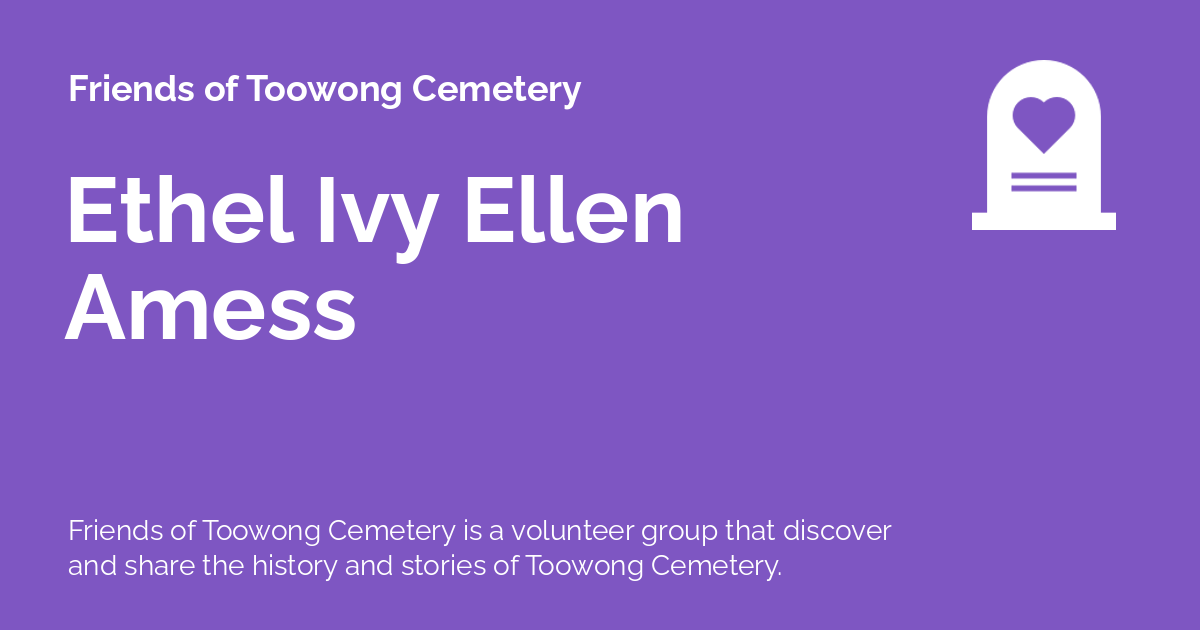 Friends of Toowong Cemetery
Ethel Ivy Ellen
Amess
Friends of Toowong Cemetery is a volunteer group that discover
and share the history and stories of Toowong Cemetery.